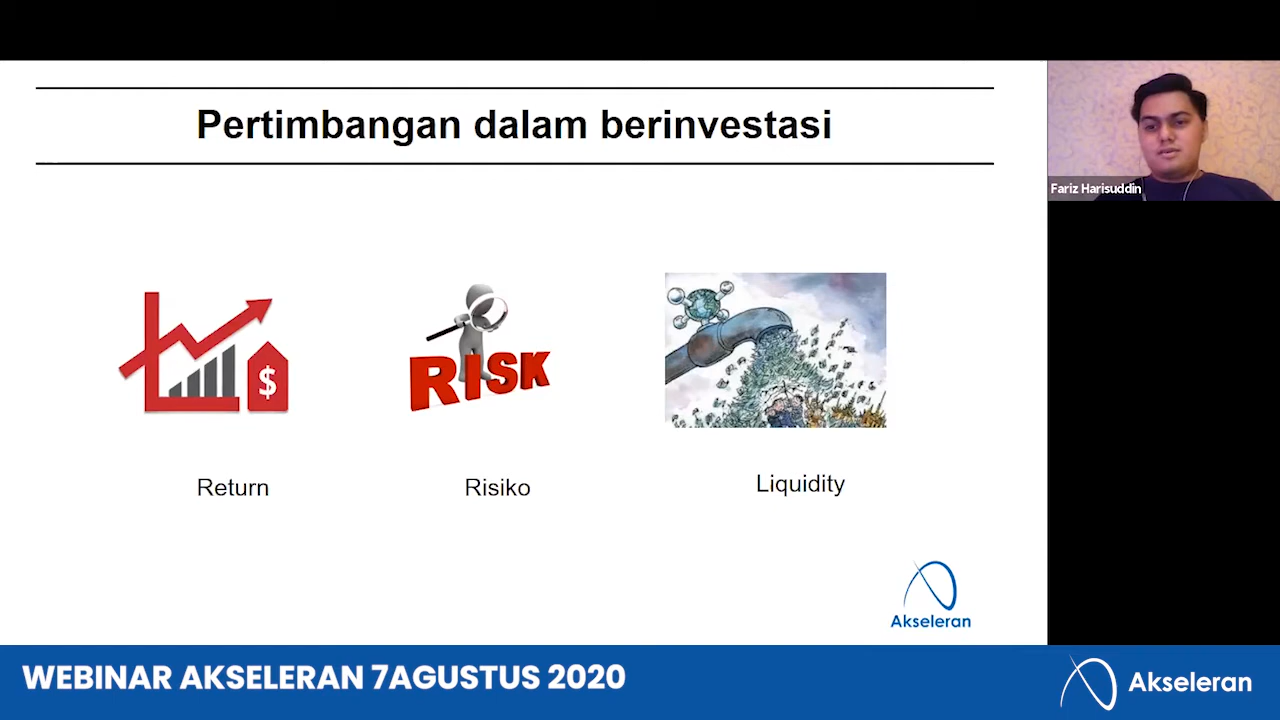 Pertimbangan dalam berinvestasi
Fariz Harisuddin
$
RISK
Return
Risiko
Liquidity
Akseleran
WEBINAR AKSELERAN 7AGUSTUS 2020
Akseleran